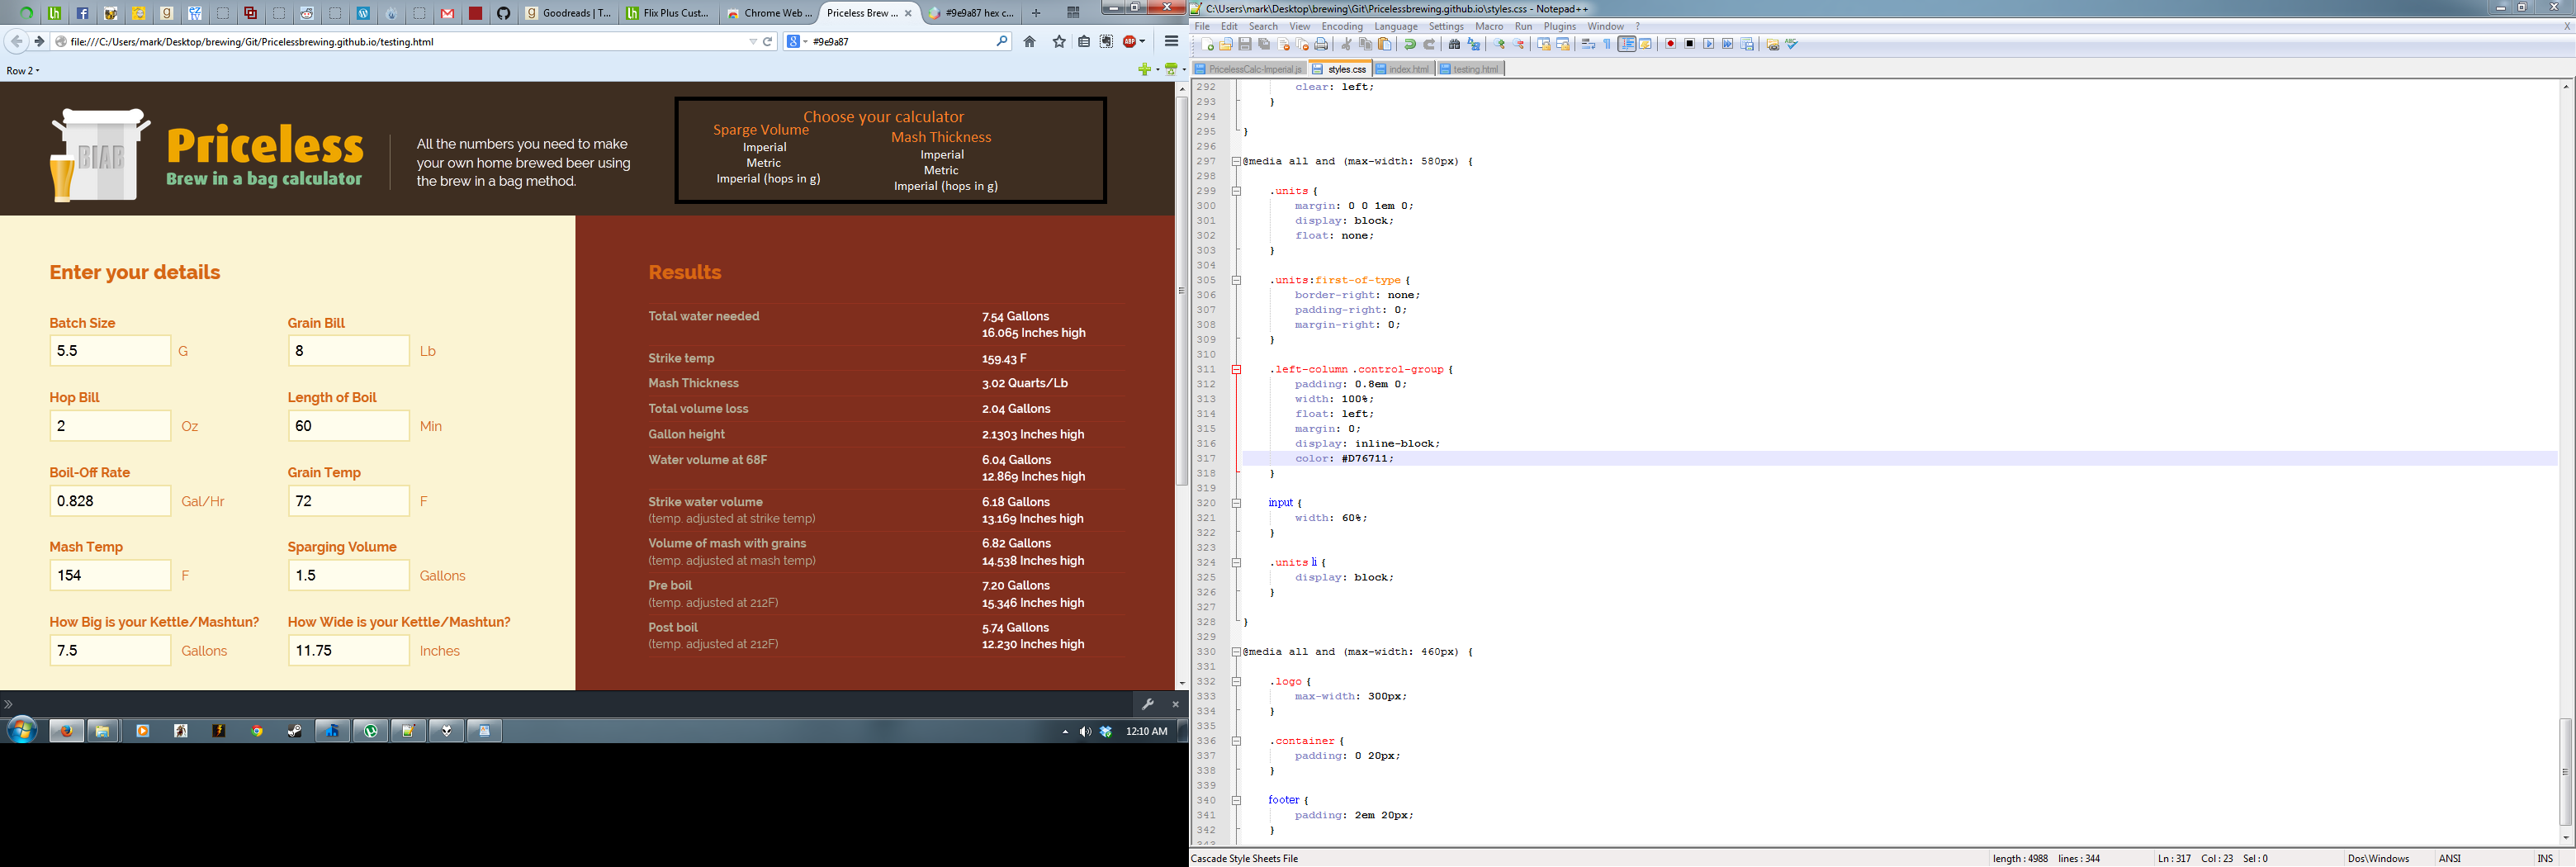 Goodreads | T...
Flix Plus Cust...
Chrome Web ...
Priceless Brew ...
#9e9a87 hex c...
file:///C:/Users/mark/Desktop/brewing/Git/Pricelessbrewing.github.io/testing.html
#9e9a87
Row 2
BIAB
Priceless
Brew in a bag calculator
All the numbers you need to make
your own home brewed beer using
the brew in a bag method.
Choose your calculator
Sparge Volume
Imperial
Metric
Imperial (hops in g)
Mash Thickness
Imperial
Metric
Imperial (hops in g)
Enter your details
Batch Size
5.5 G
Grain Bill
8 Lb
Hop Bill
2 Oz
Length of Boil
60 Min
Boil-Off Rate
0.828 Gal/Hr
Grain Temp
72 F
Mash Temp
154 F
Sparging Volume
1.5 Gallons
How Big is your Kettle/Mashtun?
7.5 Gallons
How Wide is your Kettle/Mashtun?
11.75 Inches
Results
Total water needed 7.54 Gallons
16.065 Inches high
Strike temp 159.43 F
Mash Thickness 3.02 Quarts/Lb
Total volume loss 2.04 Gallons
Gallon height 2.1303 Inches high
Water volume at 68F 6.04 Gallons
12.869 Inches high
Strike water volume 6.18 Gallons
(temp. adjusted at strike temp) 13.169 Inches high
Volume of mash with grains 6.82 Gallons
(temp. adjusted at mash temp) 14.538 Inches high
Pre boil 7.20 Gallons
(temp. adjusted at 212F) 15.346 Inches high
Post boil 5.74 Gallons
(temp. adjusted at 212F) 12.230 Inches high
12:10 AM
C:\Users\mark\Desktop\brewing\Git\Pricelessbrewing.github.io\styles.css - Notepad++
File Edit Search View Encoding Language Settings Macro Run Plugins Window ? X
PricelessCalc-Imperial.js styles.css index.html testing.html
292 clear: left;
293 }
294
295 }
296
297 @media all and (max-width: 580px) {
298
299 .units {
300 margin: 0 0 1em 0;
301 display: block;
302 float: none;
303 }
304
305 .units:first-of-type {
306 border-right: none;
307 padding-right: 0;
308 margin-right: 0;
309 }
310
311 .left-column .control-group {
312 padding: 0.8em 0;
313 width: 100%;
314 float: left;
315 margin: 0;
316 display: inline-block;
317 color: #D76711;
318 }
319
320 input {
321 width: 60%;
322 }
323
324 .units li {
325 display: block;
326 }
327
328 }
329
330 @media all and (max-width: 460px) {
331
332 .logo {
333 max-width: 300px;
334 }
335
336 .container {
337 padding: 0 20px;
338 }
339
340 footer {
341 padding: 2em 20px;
342 }
Cascade Style Sheets File length : 4988 lines : 344 Ln : 317 Col : 23 Sel : 0 Dos\Windows ANSI INS